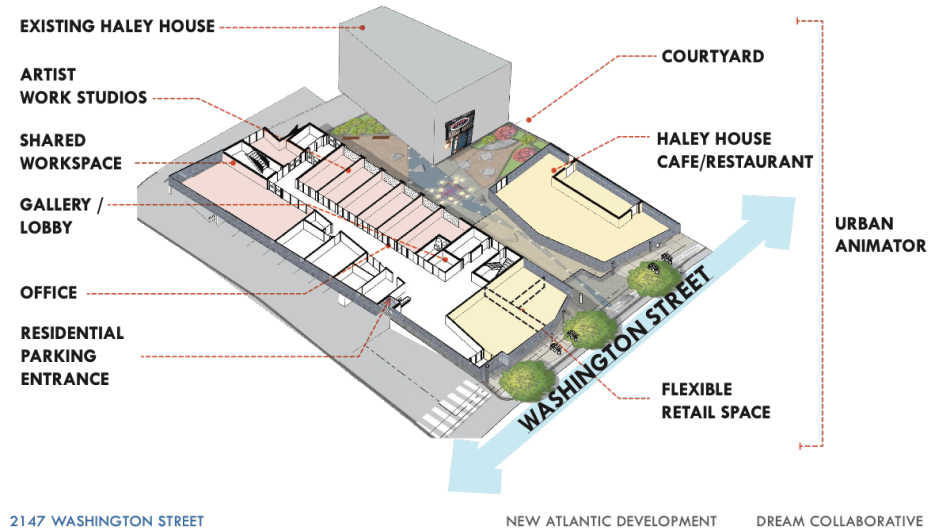 EXISTING HALEY HOUSE
ARTIST
WORK STUDIOS
SHARED
WORKSPACE
GALLERY /
LOBBY
OFFICE
RESIDENTIAL
PARKING
ENTRANCE
COURTYARD
HALEY HOUSE
CAFE/RESTAURANT
URBAN
ANIMATOR
WASHINGTON STREET
FLEXIBLE
RETAIL SPACE
2147 WASHINGTON STREET
NEW ATLANTIC DEVELOPMENT
DREAM COLLABORATIVE